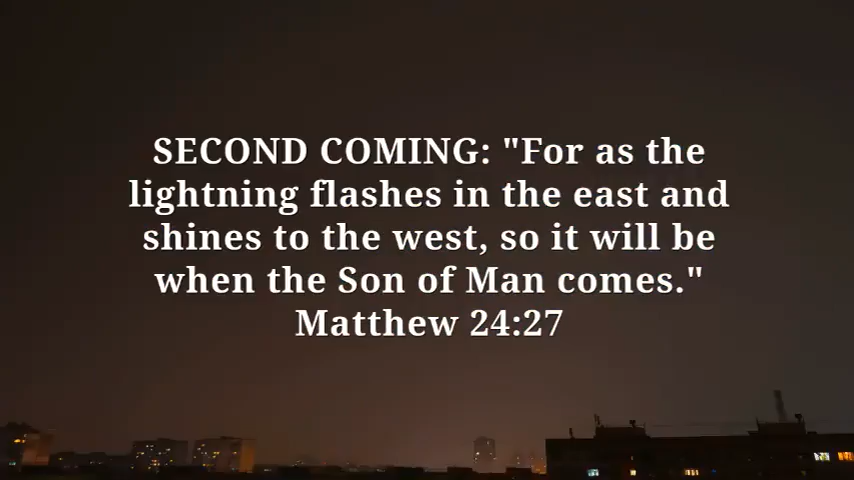 SECOND COMING: "For as the
lightning flashes in the east and
shines to the west, so it will be
when the Son of Man comes."
Matthew 24:27